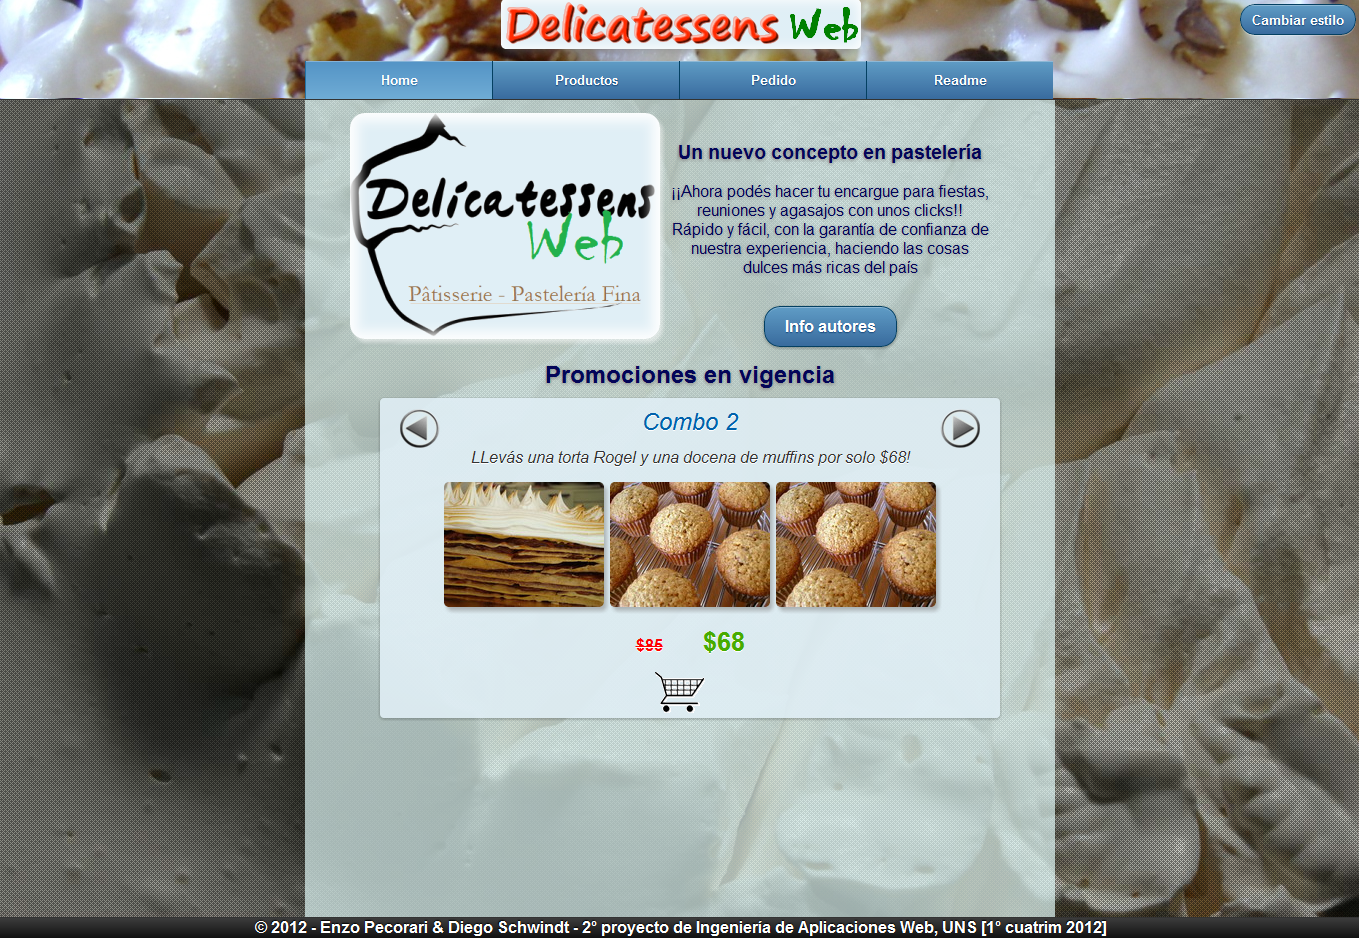 Delicatessens Web
Cambiar estilo
Home
Productos
Pedido
Readme
Delicatessens
Web
Pâtisserie - Pastelería Fina
Un nuevo concepto en pastelería
¡¡Ahora podés hacer tu encargue para fiestas,
reuniones y agasajos con unos clicks!!
Rápido y fácil, con la garantía de confianza de
nuestra experiencia, haciendo las cosas
dulces más ricas del país
Info autores
Promociones en vigencia
Combo 2
LLevás una torta Rogel y una docena de muffins por solo $68!
$85 $68
© 2012 - Enzo Pecorari & Diego Schwindt - 2° proyecto de Ingeniería de Aplicaciones Web, UNS [1° cuatrim 2012]